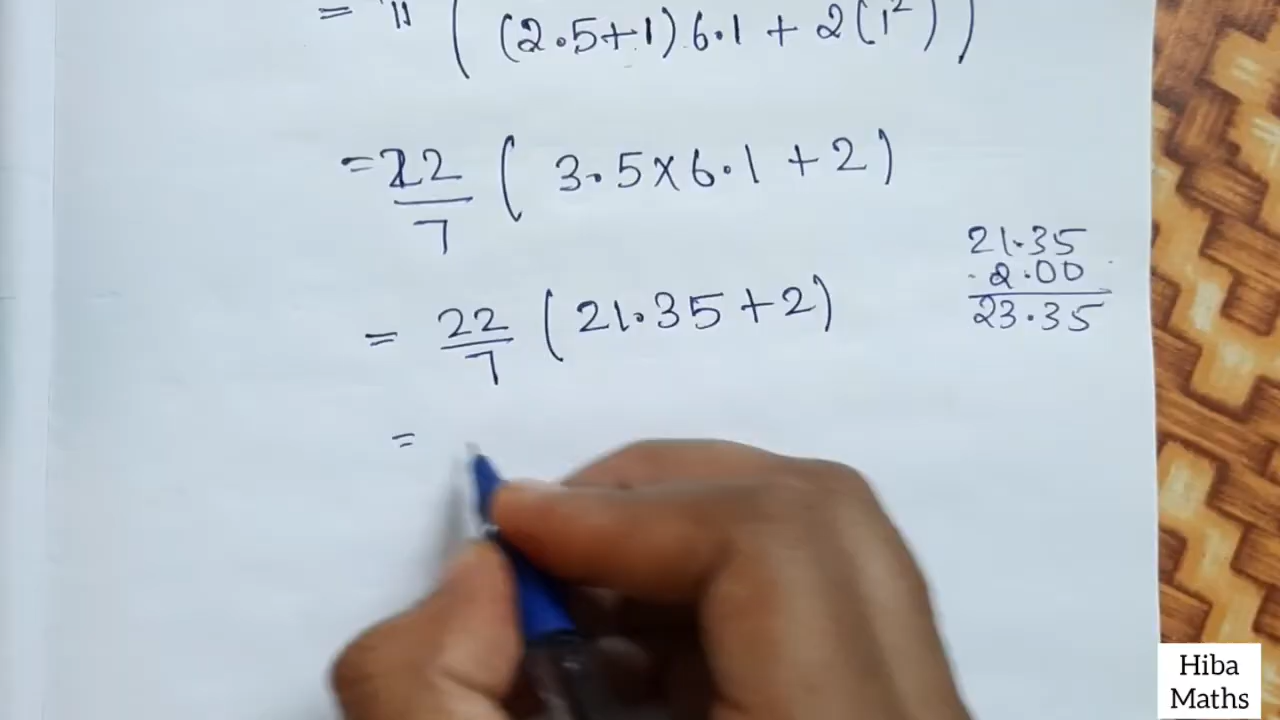 = π ( (2.5+1) 6.1 + 2(1²) )
= 22/7 ( 3.5×6.1+2)
= 22/7 (21.35+2)
=
21.35
2.00
23.35
Hiba
Maths